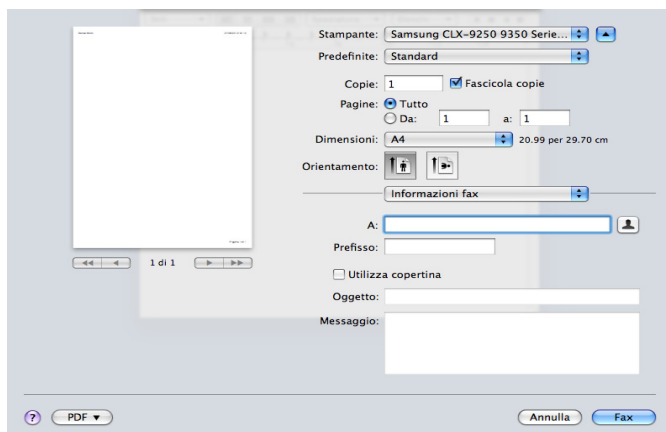 Stampante: Samsung CLX-9250 9350 Serie...
Predefinite: Standard
Copie: 1 Fascicola copie
Pagine: Tutto
Da: 1 a: 1
Dimensioni: A4 20.99 per 29.70 cm
Orientamento:
Informazioni fax
A:
Prefisso:
1 di 1
Utilizza copertina
Oggetto:
Messaggio:
? PDF ▼ Annulla Fax